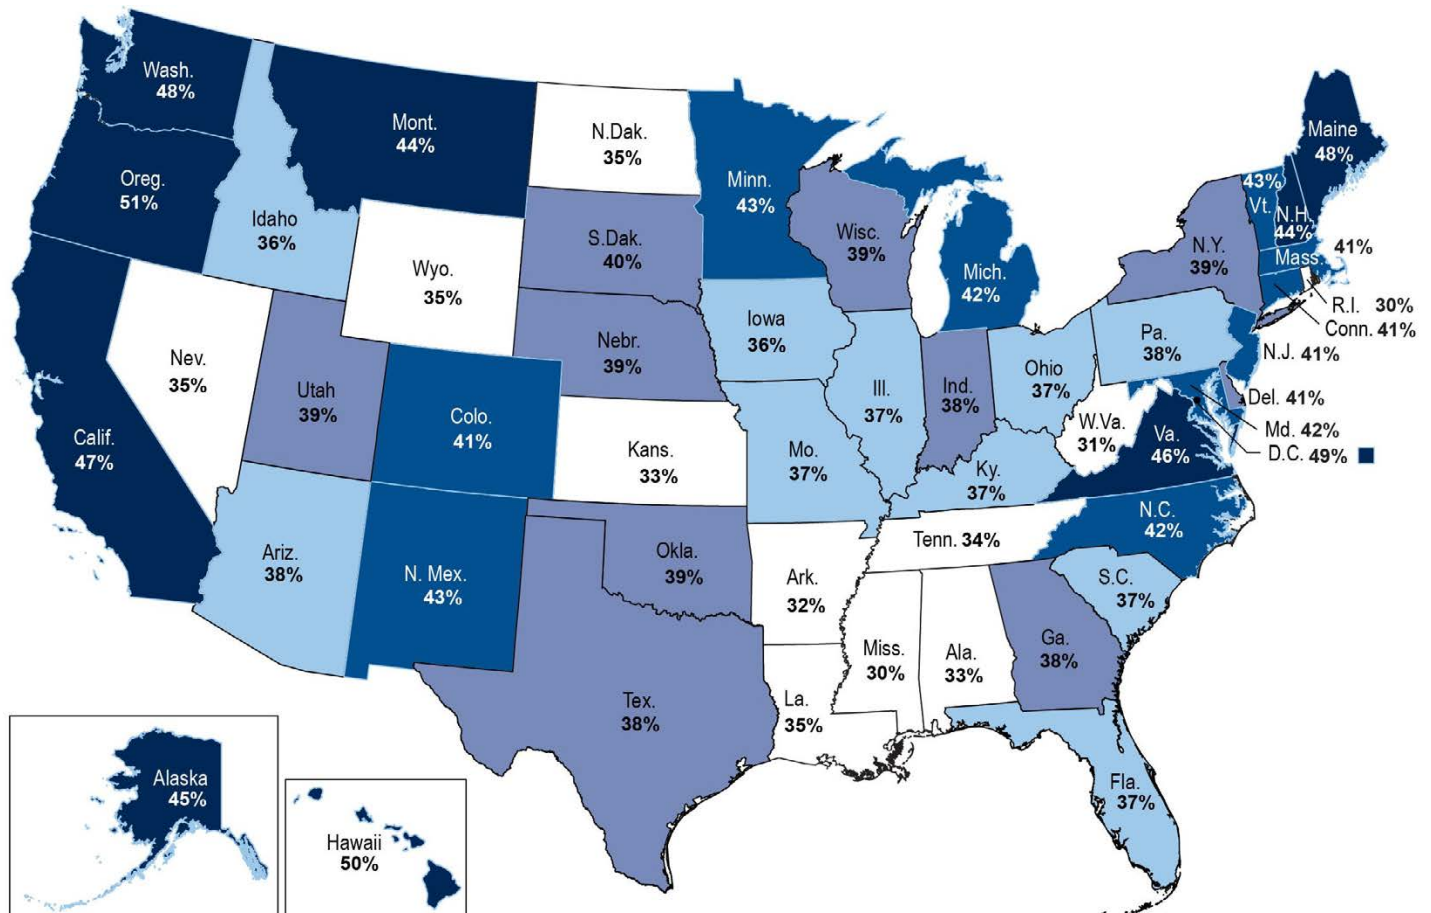 Wash.
48%
Mont.
44%
N.Dak.
35%
Minn.
43%
Maine
48%
Oreg.
51%
Idaho
36%
Wyo.
35%
S.Dak.
40%
Wisc.
39%
Mich.
42%
N.Y.
39%
43%
Vt.
N.H.
44%
Mass. 41%
R.I. 30%
Conn. 41%
N.J. 41%
Del. 41%
Md. 42%
D.C. 49%
Nev.
35%
Utah
39%
Colo.
41%
Nebr.
39%
Iowa
36%
Ill.
37%
Ind.
38%
Ohio
37%
Pa.
38%
W.Va.
31%
Va.
46%
Calif.
47%
Kans.
33%
Mo.
37%
Ky.
37%
N.C.
42%
Tenn. 34%
Ariz.
38%
N. Mex.
43%
Okla.
39%
Ark.
32%
S.C.
37%
Tex.
38%
La.
35%
Miss.
30%
Ala.
33%
Ga.
38%
Fla.
37%
Alaska
45%
Hawaii
50%